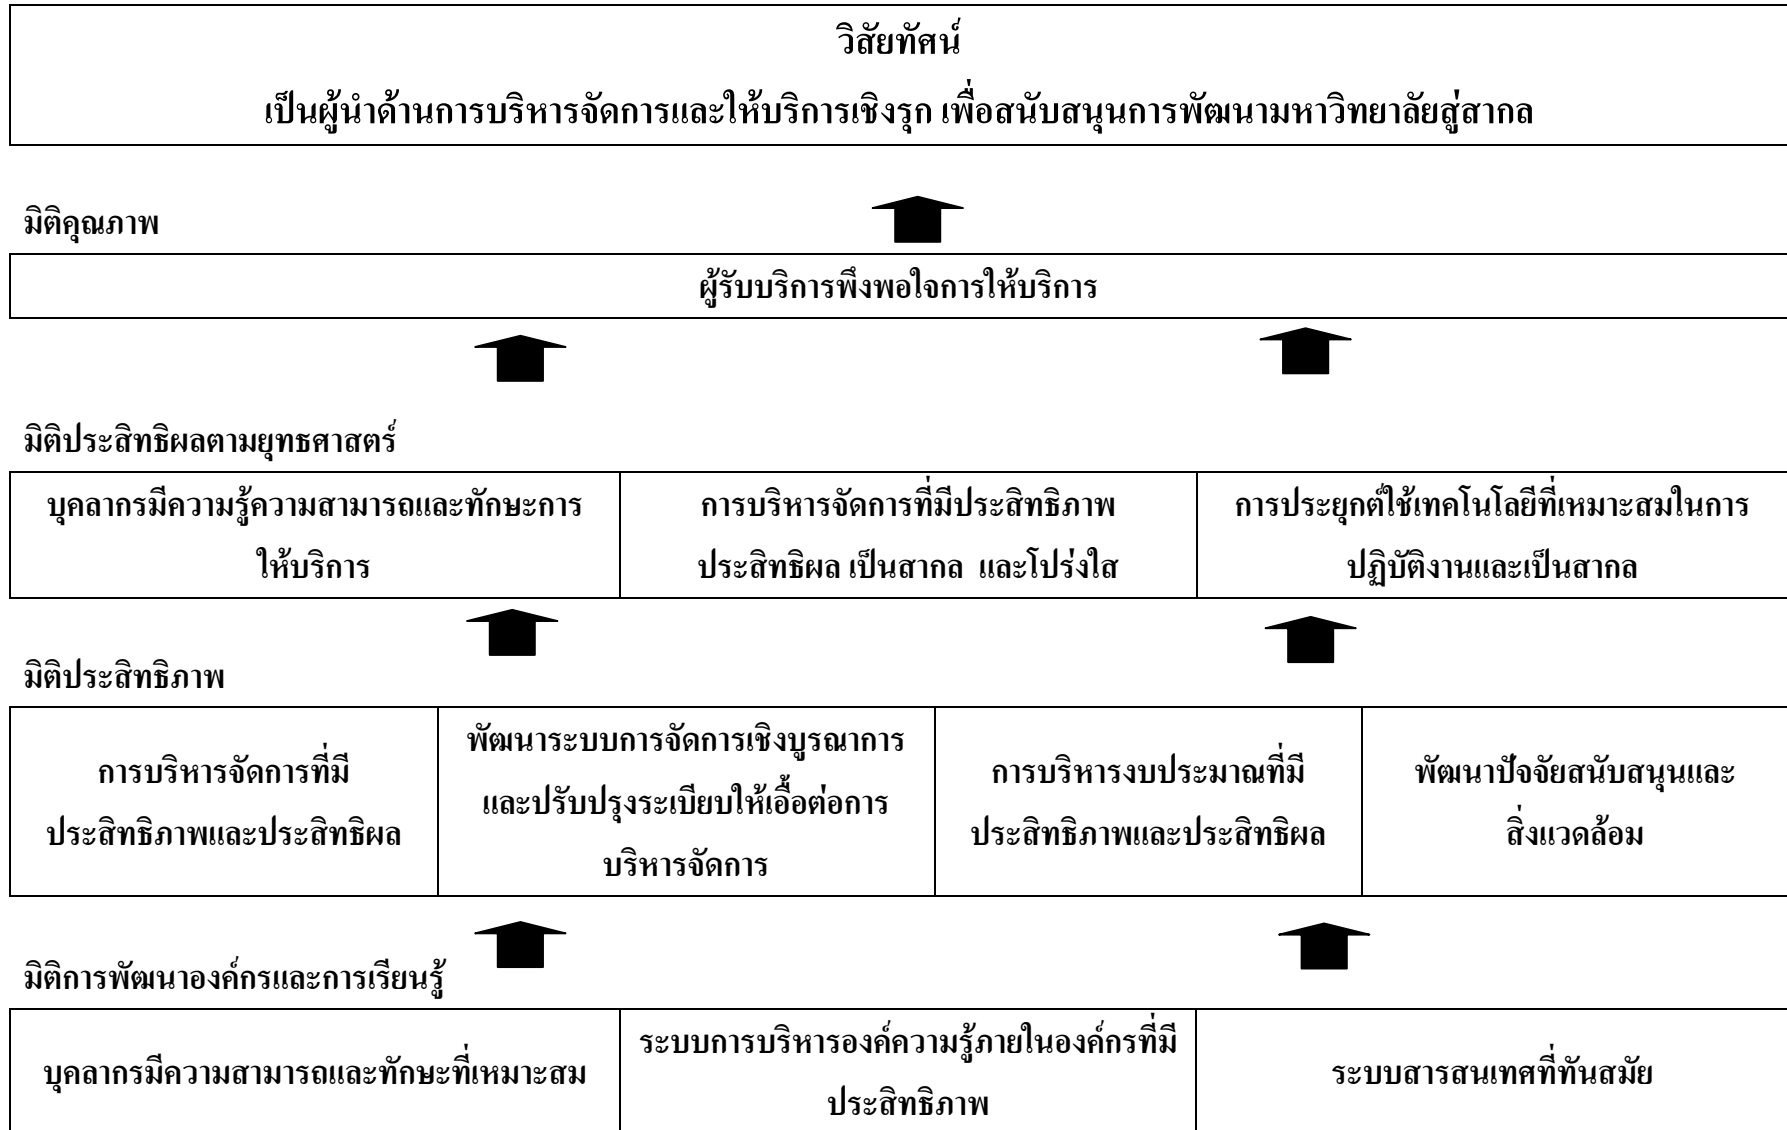 วิสัยทัศน์
เป็นผู้นำด้านการบริหารจัดการและให้บริการเชิงรุก เพื่อสนับสนุนการพัฒนามหาวิทยาลัยสู่สากล
มิติคุณภาพ
ผู้รับบริการพึงพอใจการให้บริการ
มิติประสิทธิผลตามยุทธศาสตร์
บุคลากรมีความรู้ความสามารถและทักษะการ
ให้บริการ
การบริหารจัดการที่มีประสิทธิภาพ
ประสิทธิผล เป็นสากล และโปร่งใส
การประยุกต์ใช้เทคโนโลยีที่เหมาะสมในการ
ปฏิบัติงานและเป็นสากล
มิติประสิทธิภาพ
การบริหารจัดการที่มี
ประสิทธิภาพและประสิทธิผล
พัฒนาระบบการจัดการเชิงบูรณาการ
และปรับปรุงระเบียบให้เอื้อต่อการ
บริหารจัดการ
การบริหารงบประมาณที่มี
ประสิทธิภาพและประสิทธิผล
พัฒนาปัจจัยสนับสนุนและ
สิ่งแวดล้อม
มิติการพัฒนาองค์กรและการเรียนรู้
บุคลากรมีความสามารถและทักษะที่เหมาะสม
ระบบการบริหารองค์ความรู้ภายในองค์กรที่มี
ประสิทธิภาพ
ระบบสารสนเทศที่ทันสมัย